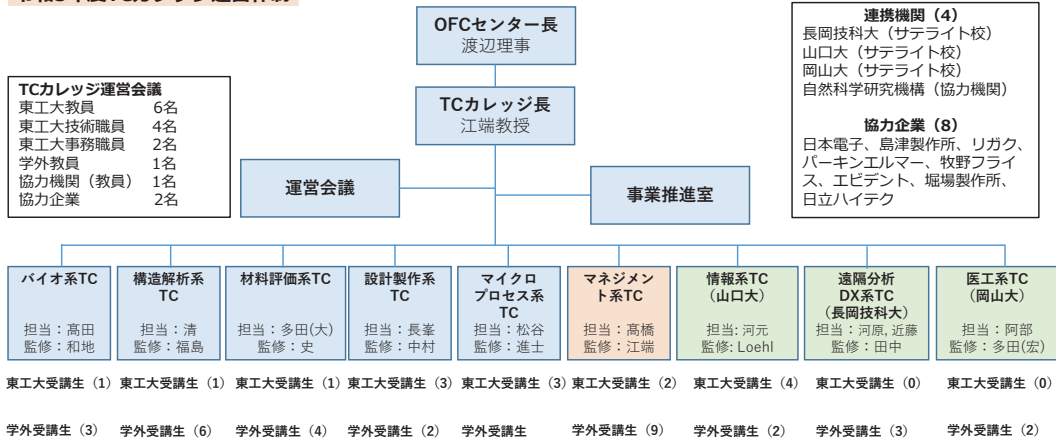 OFCセンター長
渡辺理事
TCカレッジ長
江端教授
運営会議
事業推進室
TCカレッジ運営会議
東工大教員 6名
東工大技術職員 4名
東工大事務職員 2名
学外教員 1名
協力機関（教員） 1名
協力企業 2名
連携機関（4）
長岡技科大（サテライト校）
山口大（サテライト校）
岡山大（サテライト校）
自然科学研究機構（協力機関）
協力企業（8）
日本電子、島津製作所、リガク、
パーキンエルマー、牧野フライ
ス、エビデント、堀場製作所、
日立ハイテク
バイオ系TC
担当：髙田
監修：和地
東工大受講生（1）
学外受講生（3）
構造解析系
TC
担当：清
監修：福島
東工大受講生（1）
学外受講生（6）
材料評価系TC
担当：多田(大)
監修：史
東工大受講生（1）
学外受講生（4）
設計製作系
TC
担当：長峯
監修：中村
東工大受講生（3）
学外受講生（2）
マイクロ
プロセス系
TC
担当：松谷
監修：進士
東工大受講生（3）
学外受講生
マネジメン
ト系TC
担当：髙橋
監修：江端
東工大受講生（2）
学外受講生（9）
情報系TC
(山口大)
担当: 河元
監修: Loehl
東工大受講生（4）
学外受講生（2）
遠隔分析
DX系TC
(長岡技科大)
担当：河原, 近藤
監修：田中
東工大受講生（0）
学外受講生（3）
医工系TC
(岡山大)
担当：阿部
監修：多田(宏)
東工大受講生（0）
学外受講生（2）